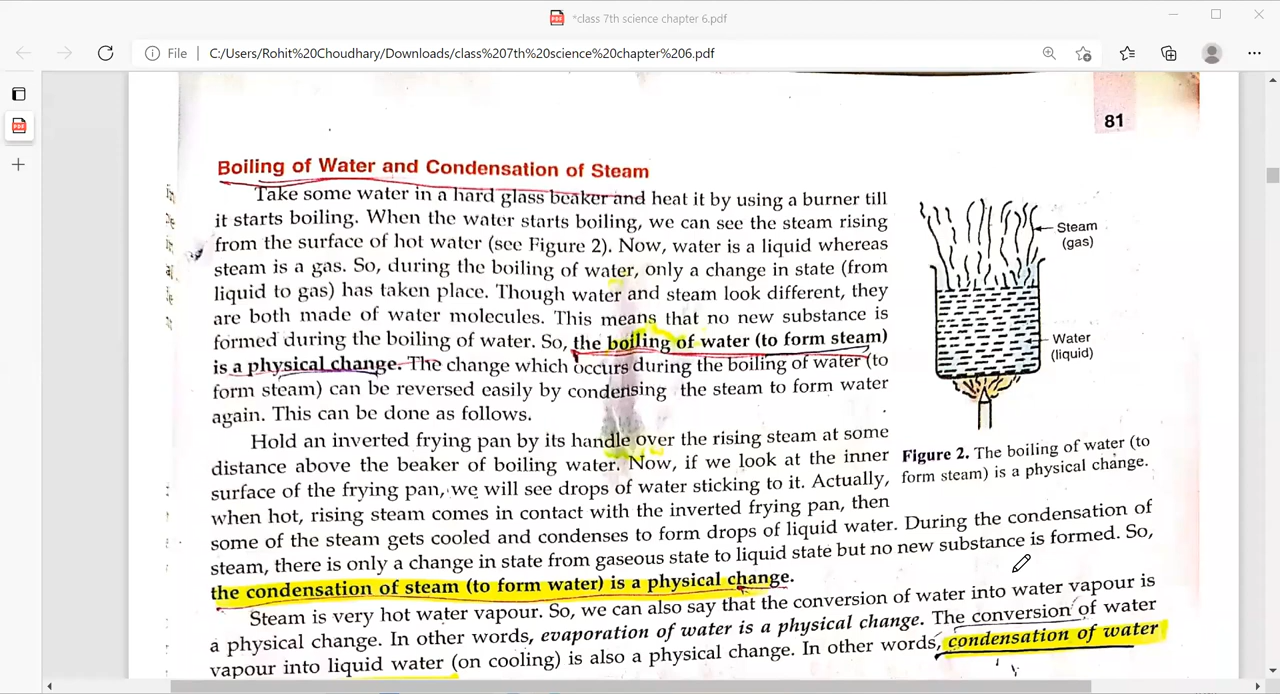 *class 7th science chapter 6.pdf
File | C:/Users/Rohit%20Choudhary/Downloads/class%207th%20science%20chapter%206.pdf
81
Boiling of Water and Condensation of Steam
Take some water in a hard glass beaker and heat it by using a burner till
it starts boiling. When the water starts boiling, we can see the steam rising
from the surface of hot water (see Figure 2). Now, water is a liquid whereas
steam is a gas. So, during the boiling of water, only a change in state (from
liquid to gas) has taken place. Though water and steam look different, they
are both made of water molecules. This means that no new substance is
formed during the boiling of water. So, the boiling of water (to form steam)
is a physical change. The change which occurs during the boiling of water (to
form steam) can be reversed easily by condensing the steam to form water
again. This can be done as follows.
Steam
(gas)
Water
(liquid)
Figure 2. The boiling of water (to
form steam) is a physical change.
Hold an inverted frying pan by its handle over the rising steam at some
distance above the beaker of boiling water. Now, if we look at the inner
surface of the frying pan, we will see drops of water sticking to it. Actually,
when hot, rising steam comes in contact with the inverted frying pan, then
some of the steam gets cooled and condenses to form drops of liquid water. During the condensation of
steam, there is only a change in state from gaseous state to liquid state but no new substance is formed. So,
the condensation of steam (to form water) is a physical change.
Steam is very hot water vapour. So, we can also say that the conversion of water into water vapour is
a physical change. In other words, evaporation of water is a physical change. The conversion of water
vapour into liquid water (on cooling) is also a physical change. In other words, condensation of water